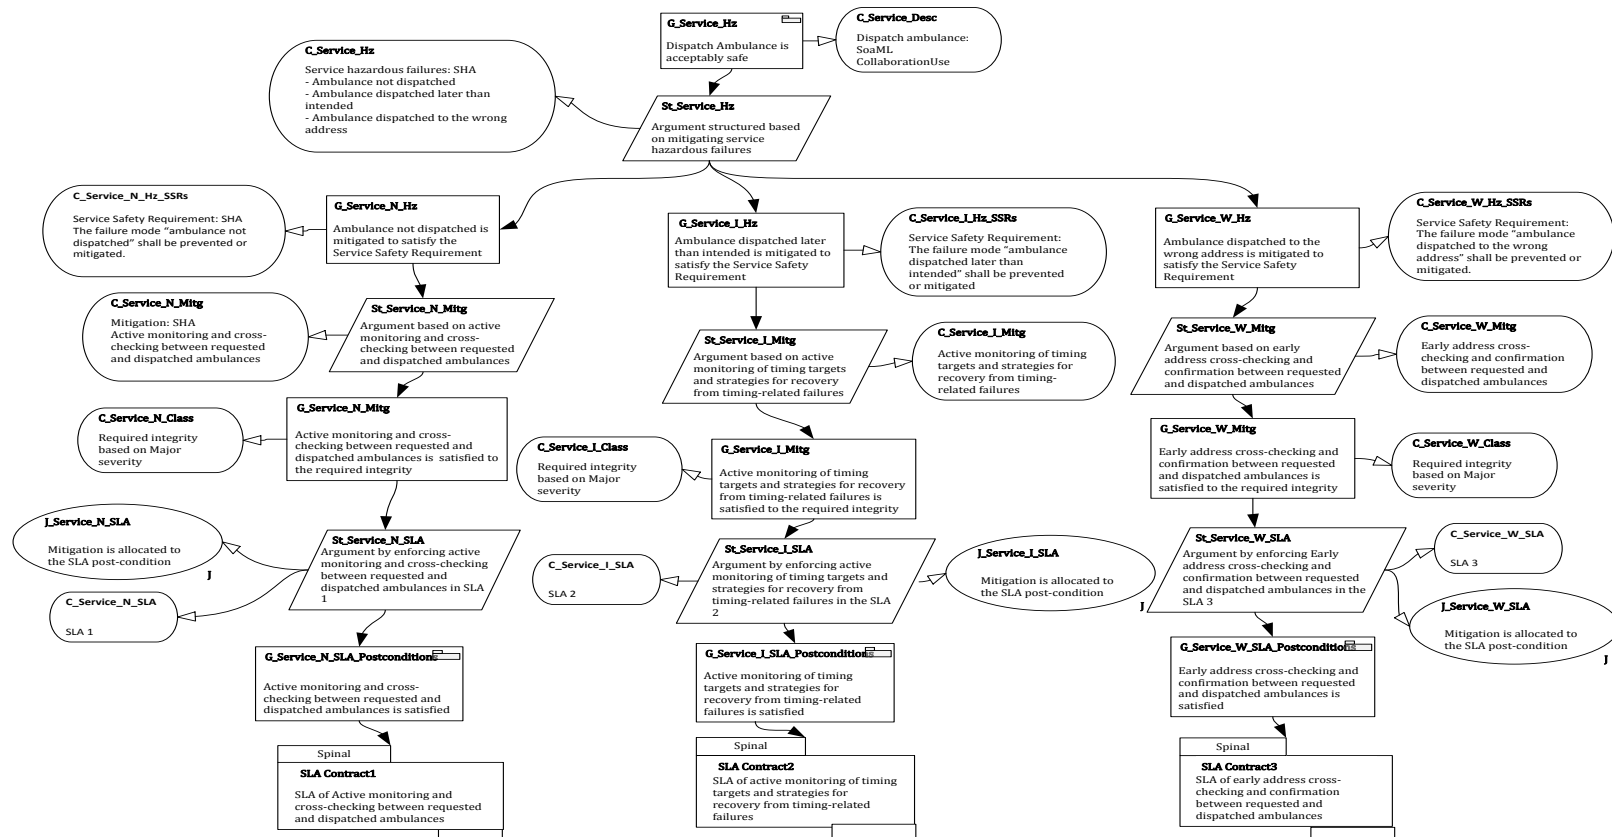 G_Service_Hz
Dispatch Ambulance is
acceptably safe
C_Service_Desc
Dispatch ambulance:
SoaML
CollaborationUse
C_Service_Hz
Service hazardous failures: SHA
- Ambulance not dispatched
- Ambulance dispatched later than
intended
- Ambulance dispatched to the wrong
address
St_Service_Hz
Argument structured based
on mitigating service
hazardous failures
C_Service_N_Hz_SSRs
Service Safety Requirement: SHA
The failure mode “ambulance not
dispatched” shall be prevented or
mitigated.
G_Service_N_Hz
Ambulance not dispatched is
mitigated to satisfy the
Service Safety Requirement
G_Service_I_Hz
Ambulance dispatched later
than intended is mitigated to
satisfy the Service Safety
Requirement
C_Service_I_Hz_SSRs
Service Safety Requirement:
The failure mode “ambulance
dispatched later than
intended” shall be prevented
or mitigated
G_Service_W_Hz
Ambulance dispatched to the
wrong address is mitigated to
satisfy the Service Safety
Requirement
C_Service_W_Hz_SSRs
Service Safety Requirement:
The failure mode “ambulance
dispatched to the wrong
address” shall be prevented or
mitigated.
C_Service_N_Mitg
Mitigation: SHA
Active monitoring and cross-
checking between requested
and dispatched ambulances
St_Service_N_Mitg
Argument based on active
monitoring and cross-
checking between requested
and dispatched ambulances
St_Service_I_Mitg
Argument based on active
monitoring of timing targets
and strategies for recovery
from timing-related failures
C_Service_I_Mitg
Active monitoring of timing
targets and strategies for
recovery from timing-
related failures
St_Service_W_Mitg
Argument based on early
address cross-checking and
confirmation between requested
and dispatched ambulances
C_Service_W_Mitg
Early address cross-
checking and confirmation
between requested and
dispatched ambulances
C_Service_N_Class
Required integrity
based on Major
severity
G_Service_N_Mitg
Active monitoring and cross-
checking between requested and
dispatched ambulances is satisfied to
the required integrity
C_Service_I_Class
Required integrity
based on Major
severity
G_Service_I_Mitg
Active monitoring of timing
targets and strategies for recovery
from timing-related failures is
satisfied to the required integrity
G_Service_W_Mitg
Early address cross-checking and
confirmation between requested
and dispatched ambulances is
satisfied to the required integrity
C_Service_W_Class
Required integrity
based on Major
severity
J_Service_N_SLA
Mitigation is allocated to
the SLA post-condition
J
C_Service_N_SLA
SLA 1
St_Service_N_SLA
Argument by enforcing active
monitoring and cross-checking
between requested and
dispatched ambulances in SLA
1
C_Service_I_SLA
SLA 2
St_Service_I_SLA
Argument by enforcing active
monitoring of timing targets and
strategies for recovery from
timing-related failures in the SLA
2
J_Service_I_SLA
Mitigation is allocated to
the SLA post-condition
J
St_Service_W_SLA
Argument by enforcing Early
address cross-checking and
confirmation between requested
and dispatched ambulances in the
SLA 3
C_Service_W_SLA
SLA 3
J_Service_W_SLA
Mitigation is allocated to
the SLA post-condition
J
G_Service_N_SLA_Postconditions
Active monitoring and cross-
checking between requested and
dispatched ambulances is satisfied
G_Service_I_SLA_Postconditions
Active monitoring of timing
targets and strategies for
recovery from timing-related
failures is satisfied
G_Service_W_SLA_Postconditions
Early address cross-checking and
confirmation between requested
and dispatched ambulances is
satisfied
Spinal
SLA Contract1
SLA of Active monitoring and
cross-checking between requested
and dispatched ambulances
Spinal
SLA Contract2
SLA of active monitoring of timing
targets and strategies for
recovery from timing-related
failures
Spinal
SLA Contract3
SLA of early address cross-
checking and confirmation
between requested and
dispatched ambulances